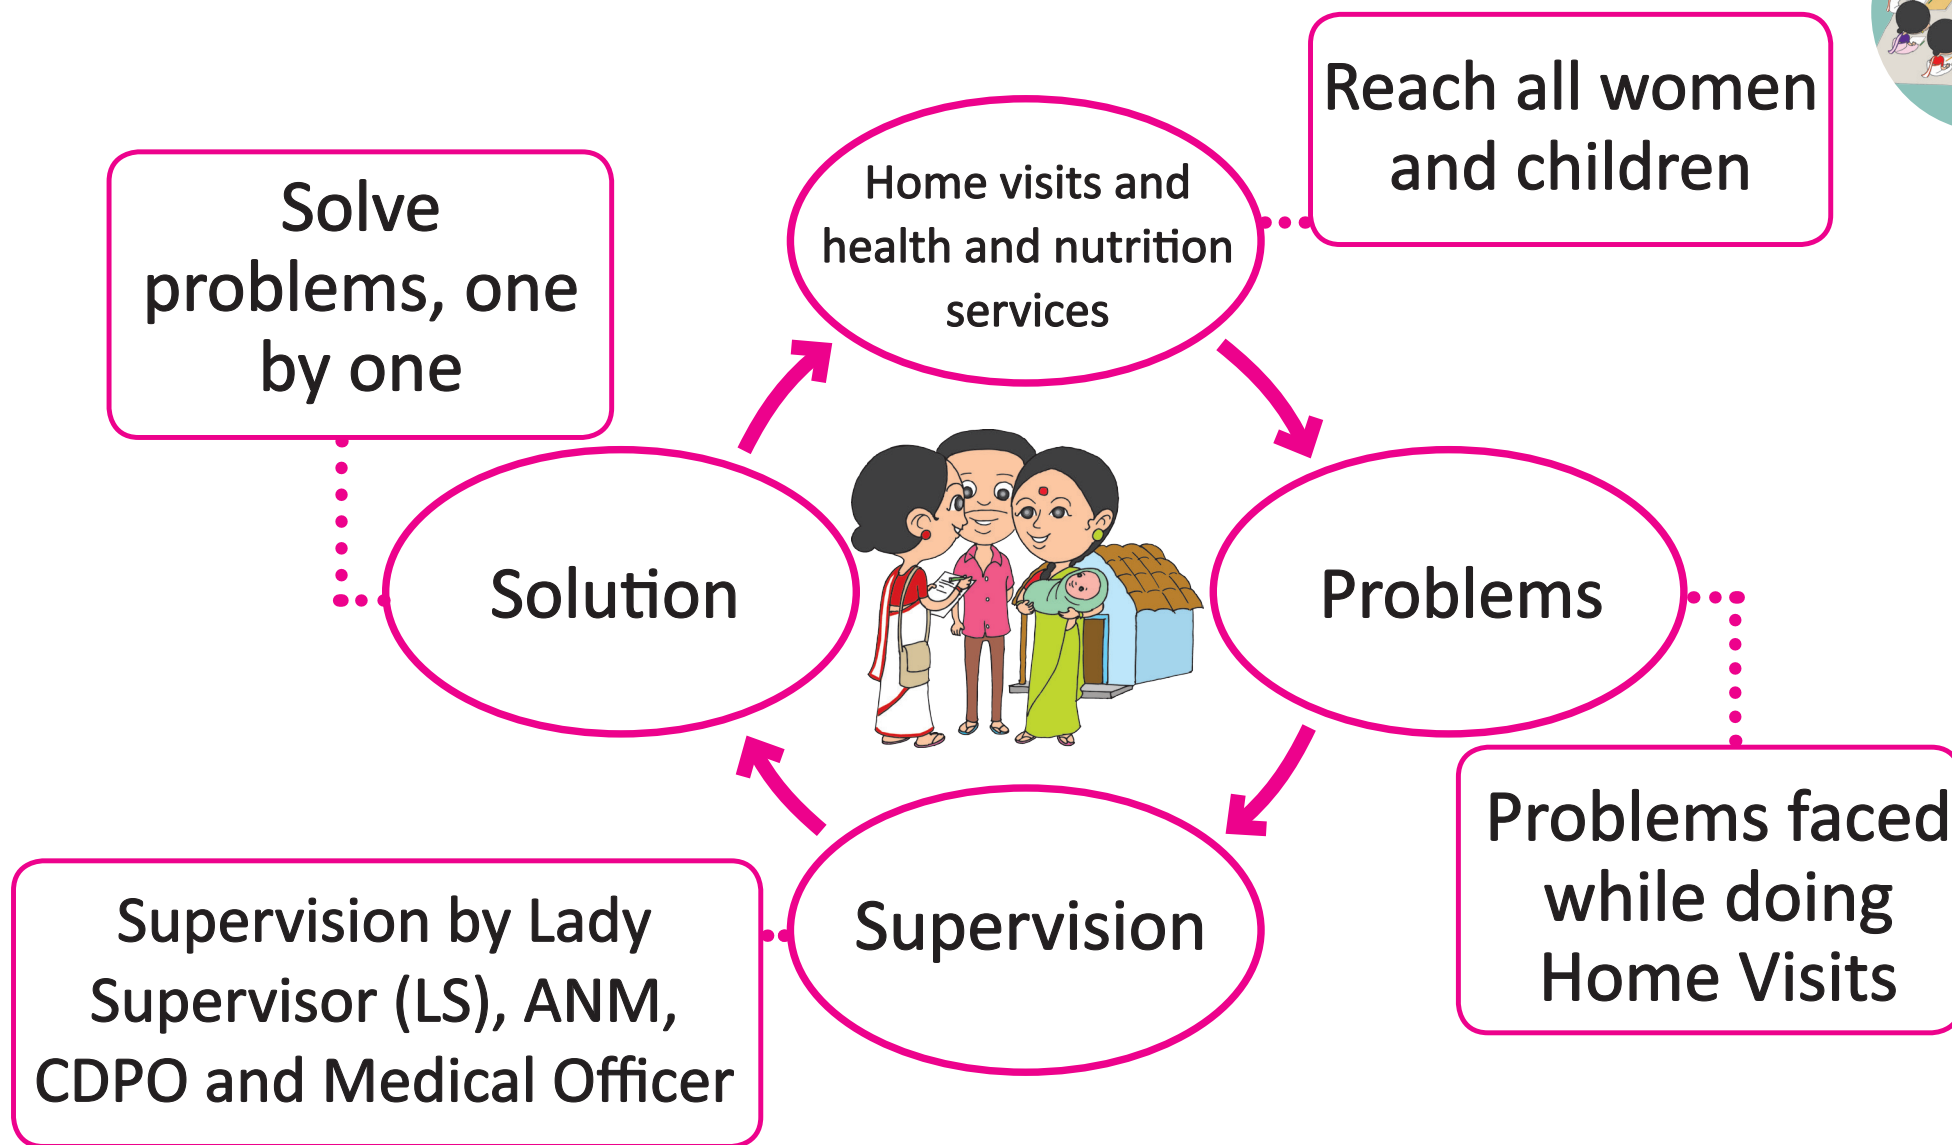 Reach all women
and children
Home visits and
health and nutrition
services
Solve
problems, one
by one
Solution
Problems
Problems faced
while doing
Home Visits
Supervision
Supervision by Lady
Supervisor (LS), ANM,
CDPO and Medical Officer